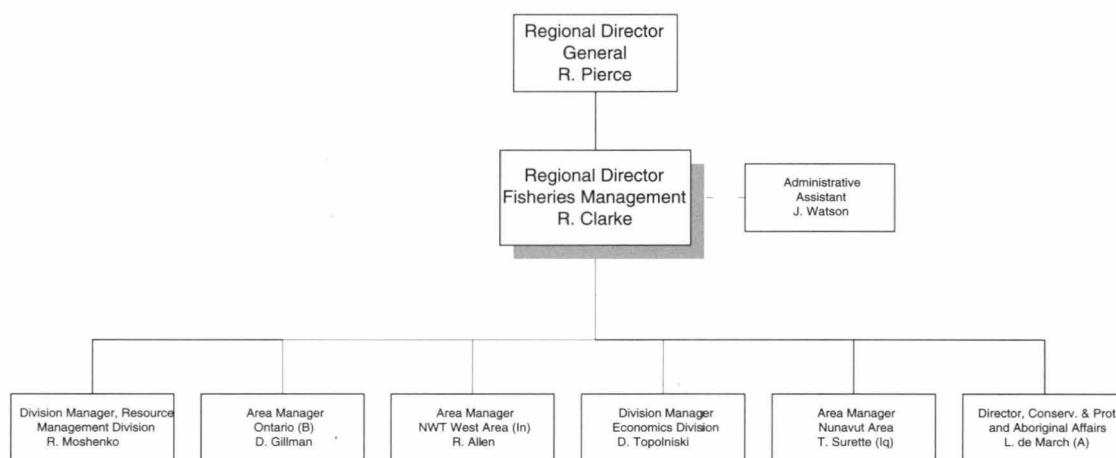 Regional Director
General
R. Pierce
Regional Director
Fisheries Management
R. Clarke
Administrative
Assistant
J. Watson
Division Manager, Resource
Management Division
R. Moshenko
Area Manager
Ontario (B)
D. Gillman
Area Manager
NWT West Area (In)
R. Allen
Division Manager
Economics Division
D. Topolniski
Area Manager
Nunavut Area
T. Surette (Iq)
Director, Conserv. & Prot
and Aboriginal Affairs
L. de March (A)